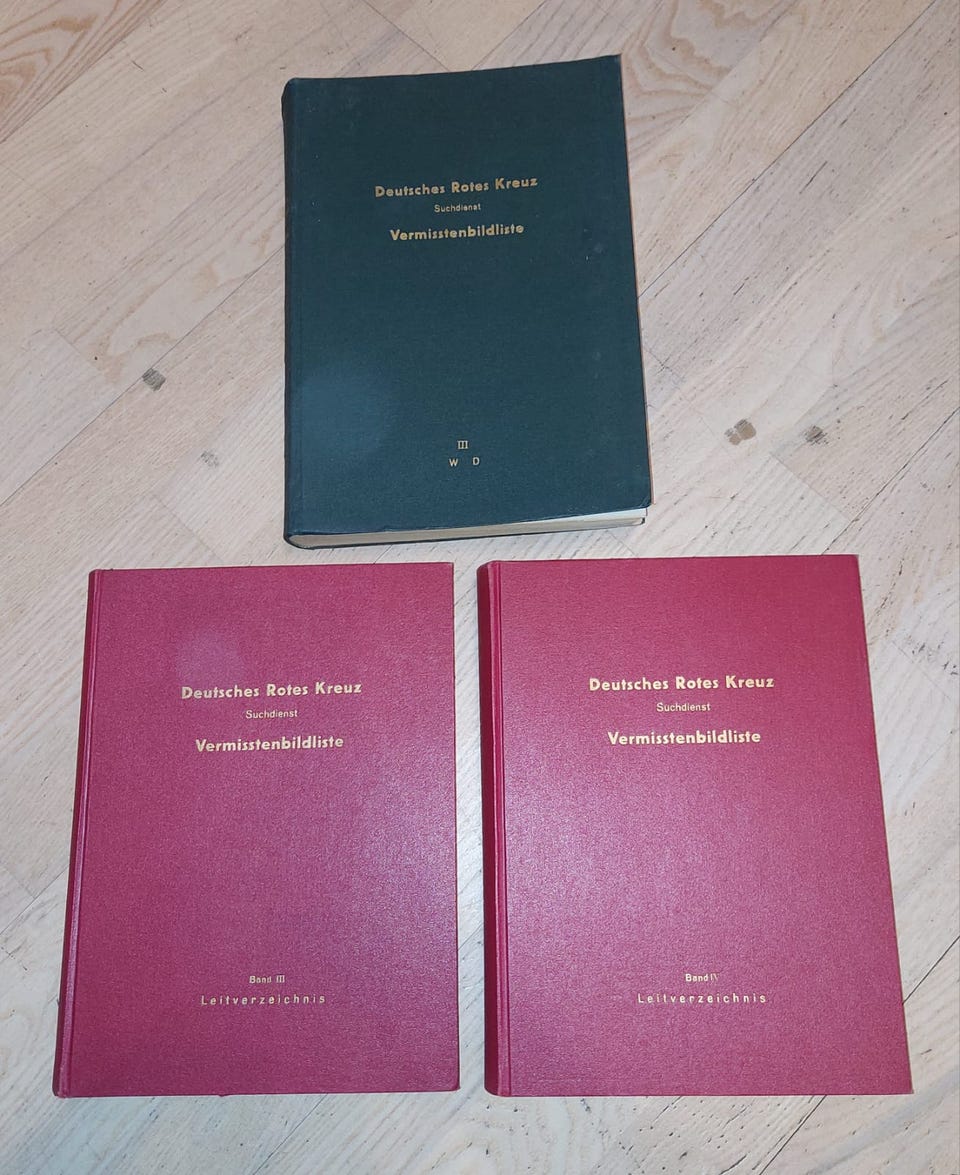 Deutsches Rotes Kreuz
Suchdienst
Vermisstenbildliste
III
W D
Deutsches Rotes Kreuz
Suchdienst
Vermisstenbildliste
Band III
Leitverzeichnis
Deutsches Rotes Kreuz
Suchdienst
Vermisstenbildliste
Band IV
Leitverzeichnis